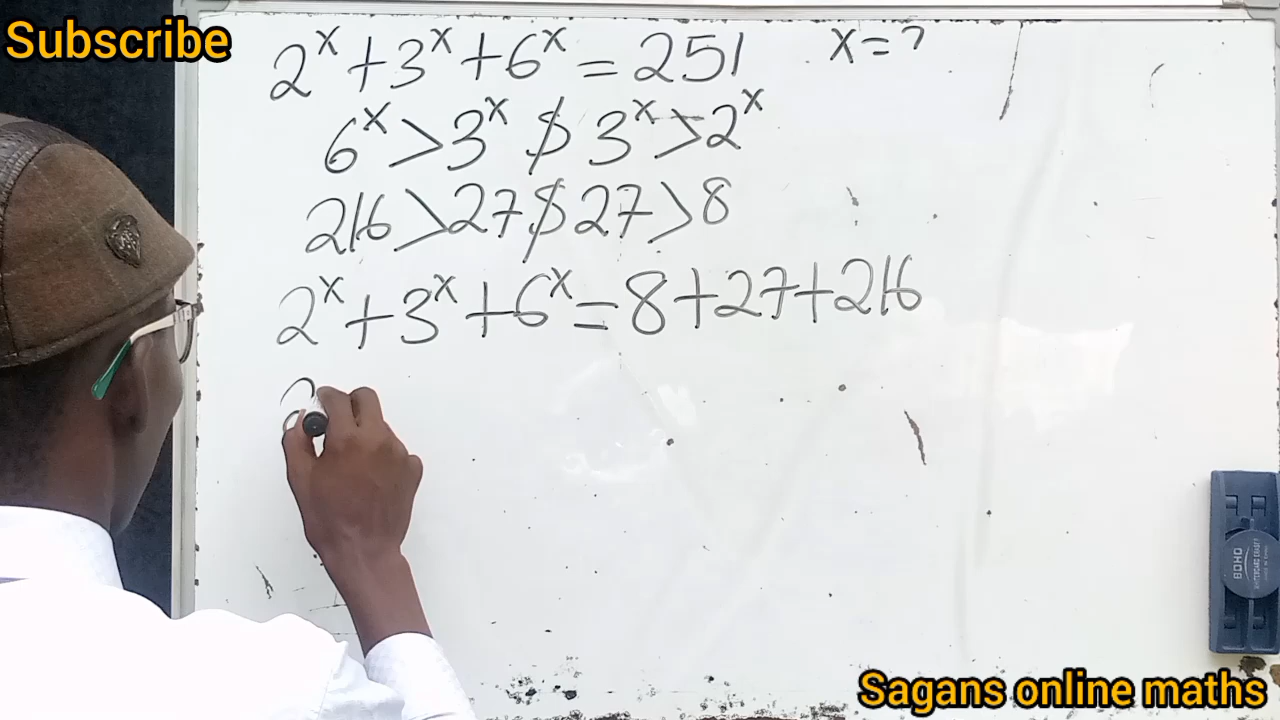 Subscribe
2^x + 3^x + 6^x = 251 x = ?
6^x > 3^x $ 3^x > 2^x
216 > 27 $ 27 > 8
2^x + 3^x + 6^x = 8 + 27 + 216
SOHO
Sagans online maths